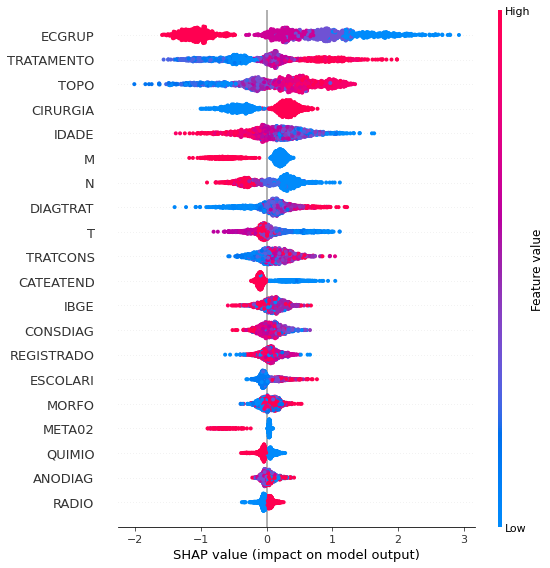 High
ECGRUP
TRATAMENTO
TOPO
CIRURGIA
IDADE
M
N
DIAGTRAT
T
TRATCONS
CATEATEND
IBGE
CONSDIAG
REGISTRADO
ESCOLARI
MORFO
META02
QUIMIO
ANODIAG
RADIO
Feature value
Low
−2 −1 0 1 2 3
SHAP value (impact on model output)